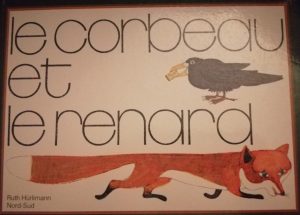 le corbeau
et
le renard
Ruth Hürlimann
Nord-Sud